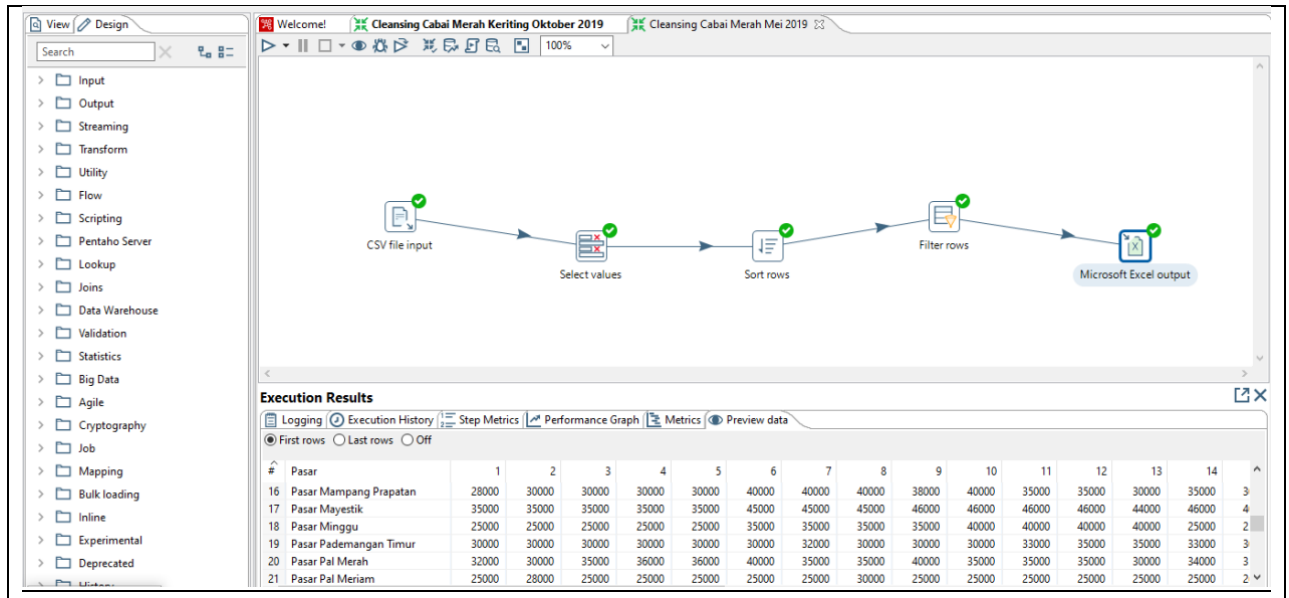 View Design
Welcome! Cleansing Cabai Merah Keriting Oktober 2019 Cleansing Cabai Merah Mei 2019
Search
100%
Input
Output
Streaming
Transform
Utility
Flow
Scripting
Pentaho Server
Lookup
Joins
Data Warehouse
Validation
Statistics
Big Data
Agile
Cryptography
Job
Mapping
Bulk loading
Inline
Experimental
Deprecated
CSV file input
Select values
Sort rows
Filter rows
Microsoft Excel output
Execution Results
Logging Execution History Step Metrics Performance Graph Metrics Preview data
First rows Last rows Off
# Pasar 1 2 3 4 5 6 7 8 9 10 11 12 13 14
16 Pasar Mampang Prapatan 28000 30000 30000 30000 30000 40000 40000 40000 38000 40000 35000 35000 30000 35000
17 Pasar Mayestik 35000 35000 35000 35000 35000 45000 45000 45000 46000 46000 46000 46000 44000 46000
18 Pasar Minggu 25000 25000 25000 25000 25000 35000 35000 35000 35000 40000 40000 40000 40000 25000
19 Pasar Pademangan Timur 30000 30000 30000 30000 30000 30000 32000 30000 30000 30000 33000 35000 35000 33000
20 Pasar Pal Merah 32000 30000 35000 36000 36000 40000 35000 35000 40000 35000 35000 35000 30000 34000
21 Pasar Pal Meriam 25000 28000 25000 25000 25000 25000 25000 30000 25000 25000 25000 25000 25000 25000